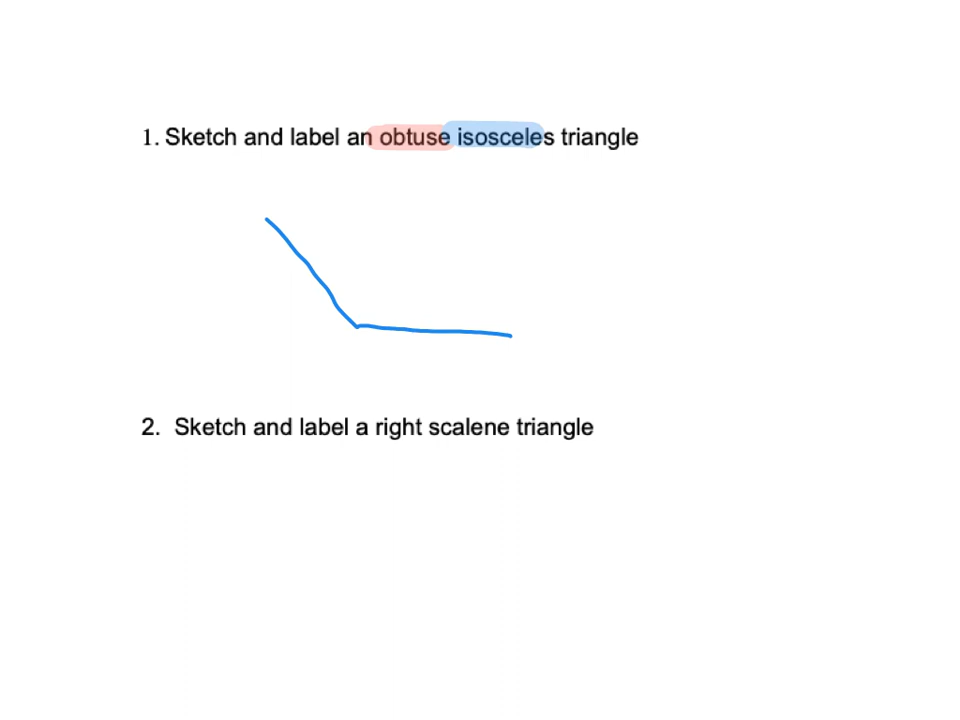 1. Sketch and label an obtuse isosceles triangle
2. Sketch and label a right scalene triangle